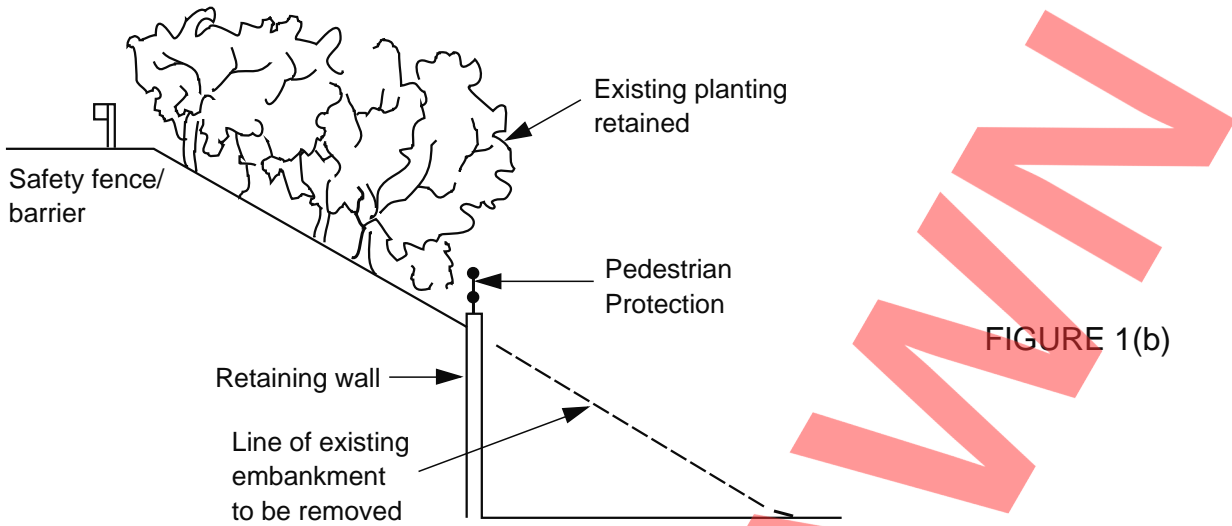 Existing planting
retained
Safety fence/
barrier
Pedestrian
Protection
FIGURE 1(b)
Retaining wall
Line of existing
embankment
to be removed